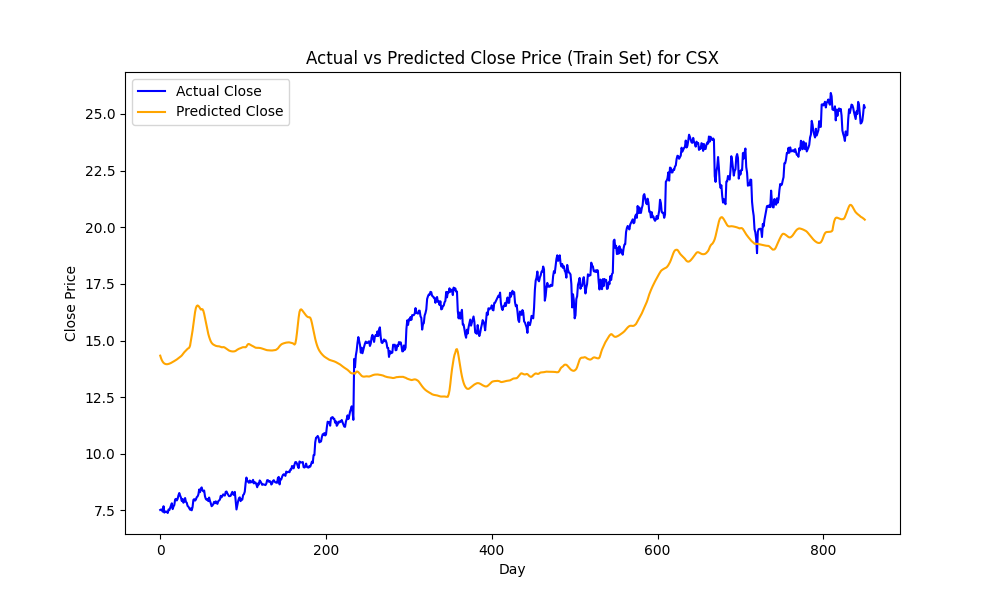 Actual vs Predicted Close Price (Train Set) for CSX
Actual Close
Predicted Close
25.0
22.5
20.0
17.5
15.0
12.5
10.0
7.5
Close Price
0 200 400 600 800
Day